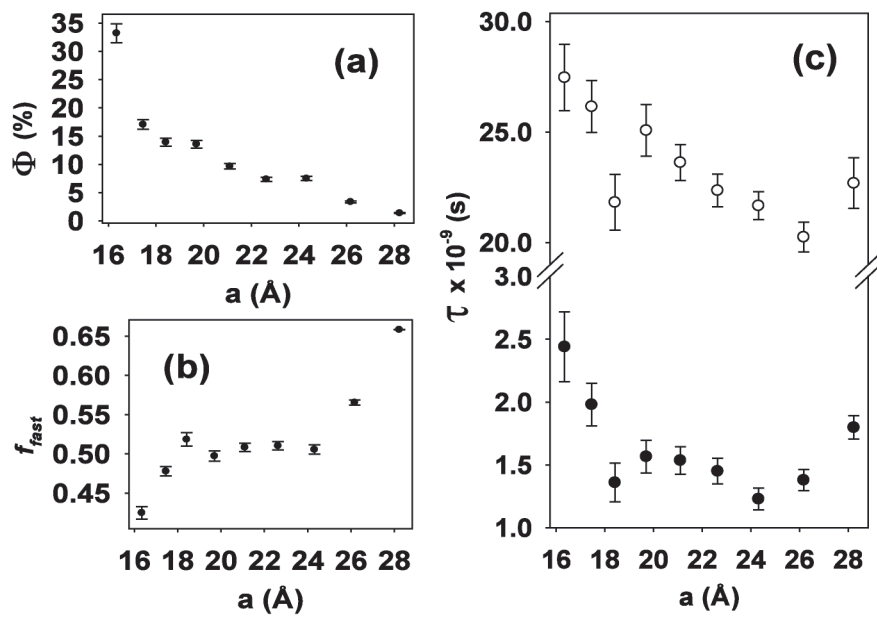 (a)
Φ (%)
35
30
25
20
15
10
5
0
16 18 20 22 24 26 28
a (Å)
(b)
f fast
0.65
0.60
0.55
0.50
0.45
16 18 20 22 24 26 28
a (Å)
(c)
τ x 10⁻⁹ (s)
30.0
25.0
20.0
3.0
2.5
2.0
1.5
1.0
16 18 20 22 24 26 28
a (Å)